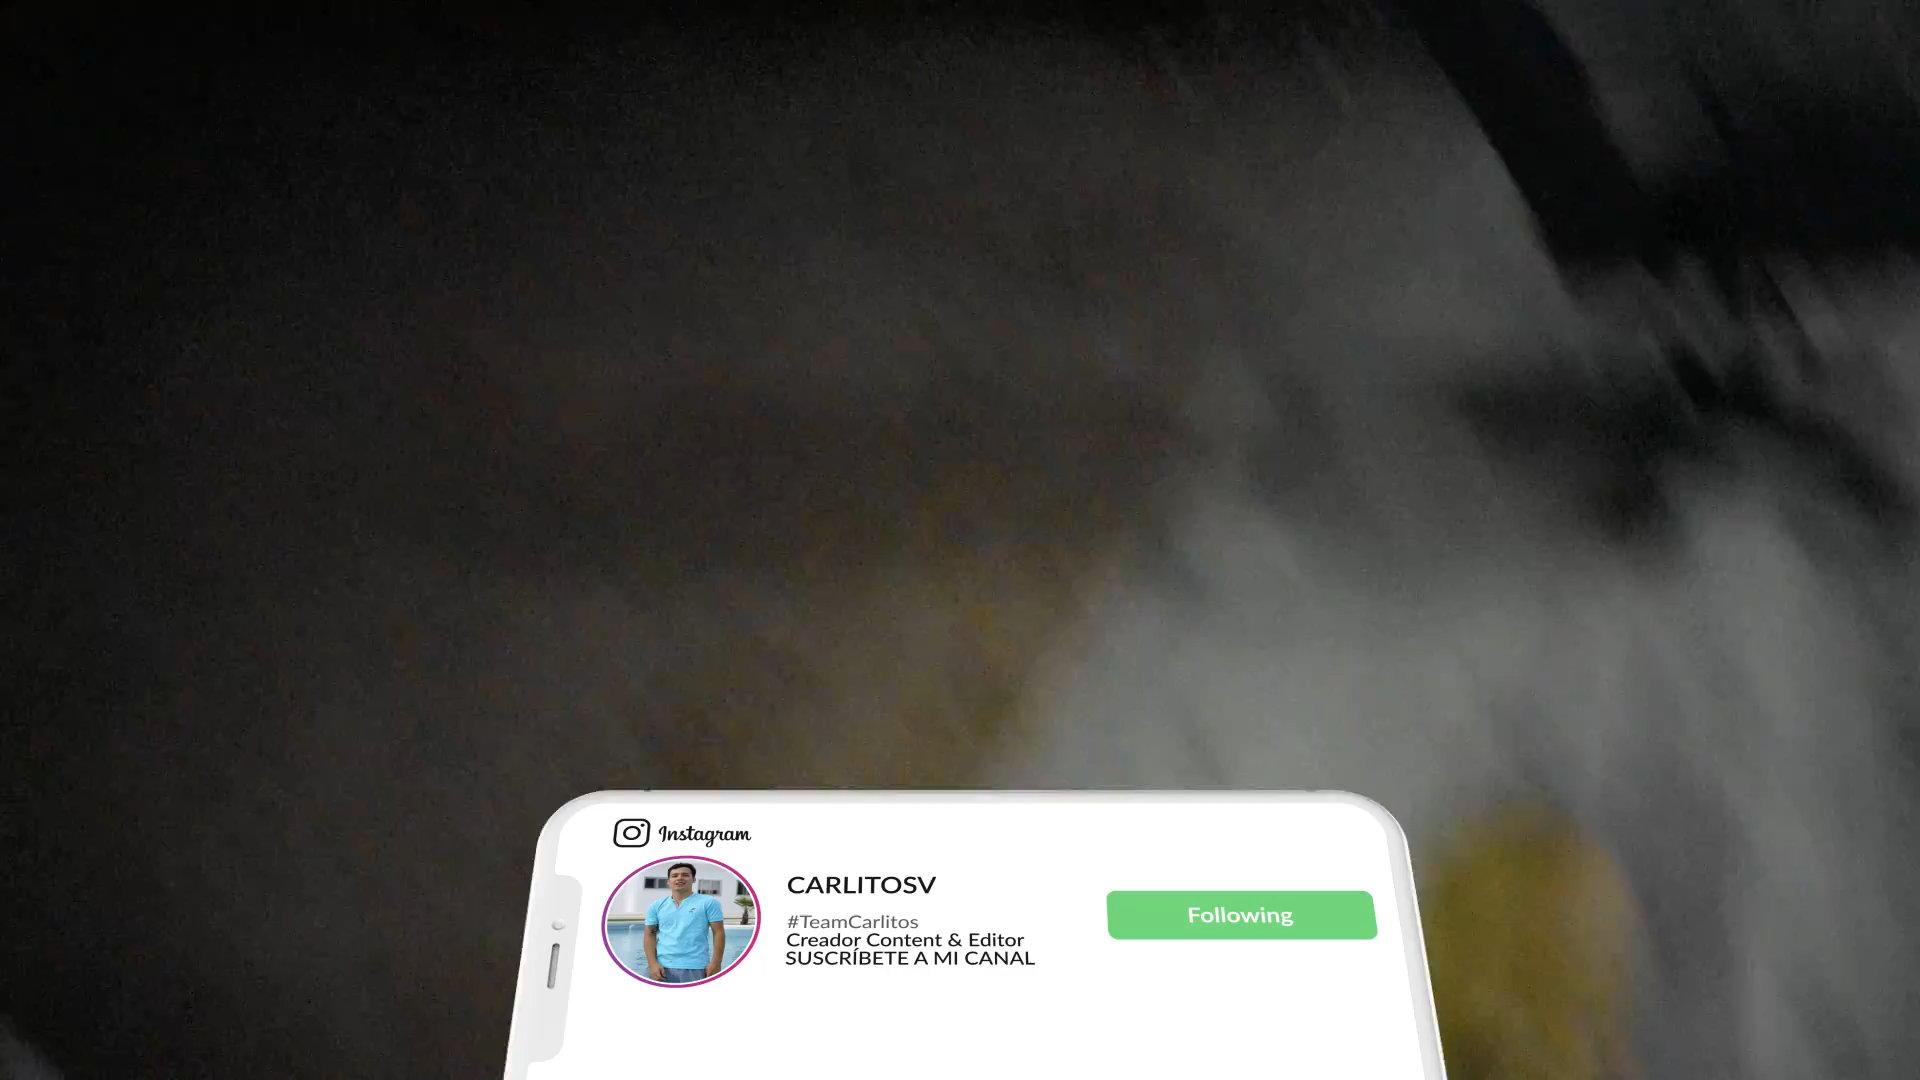 Instagram
CARLITOSV
#TeamCarlitos
Creador Content & Editor
SUSCRÍBETE A MI CANAL
Following